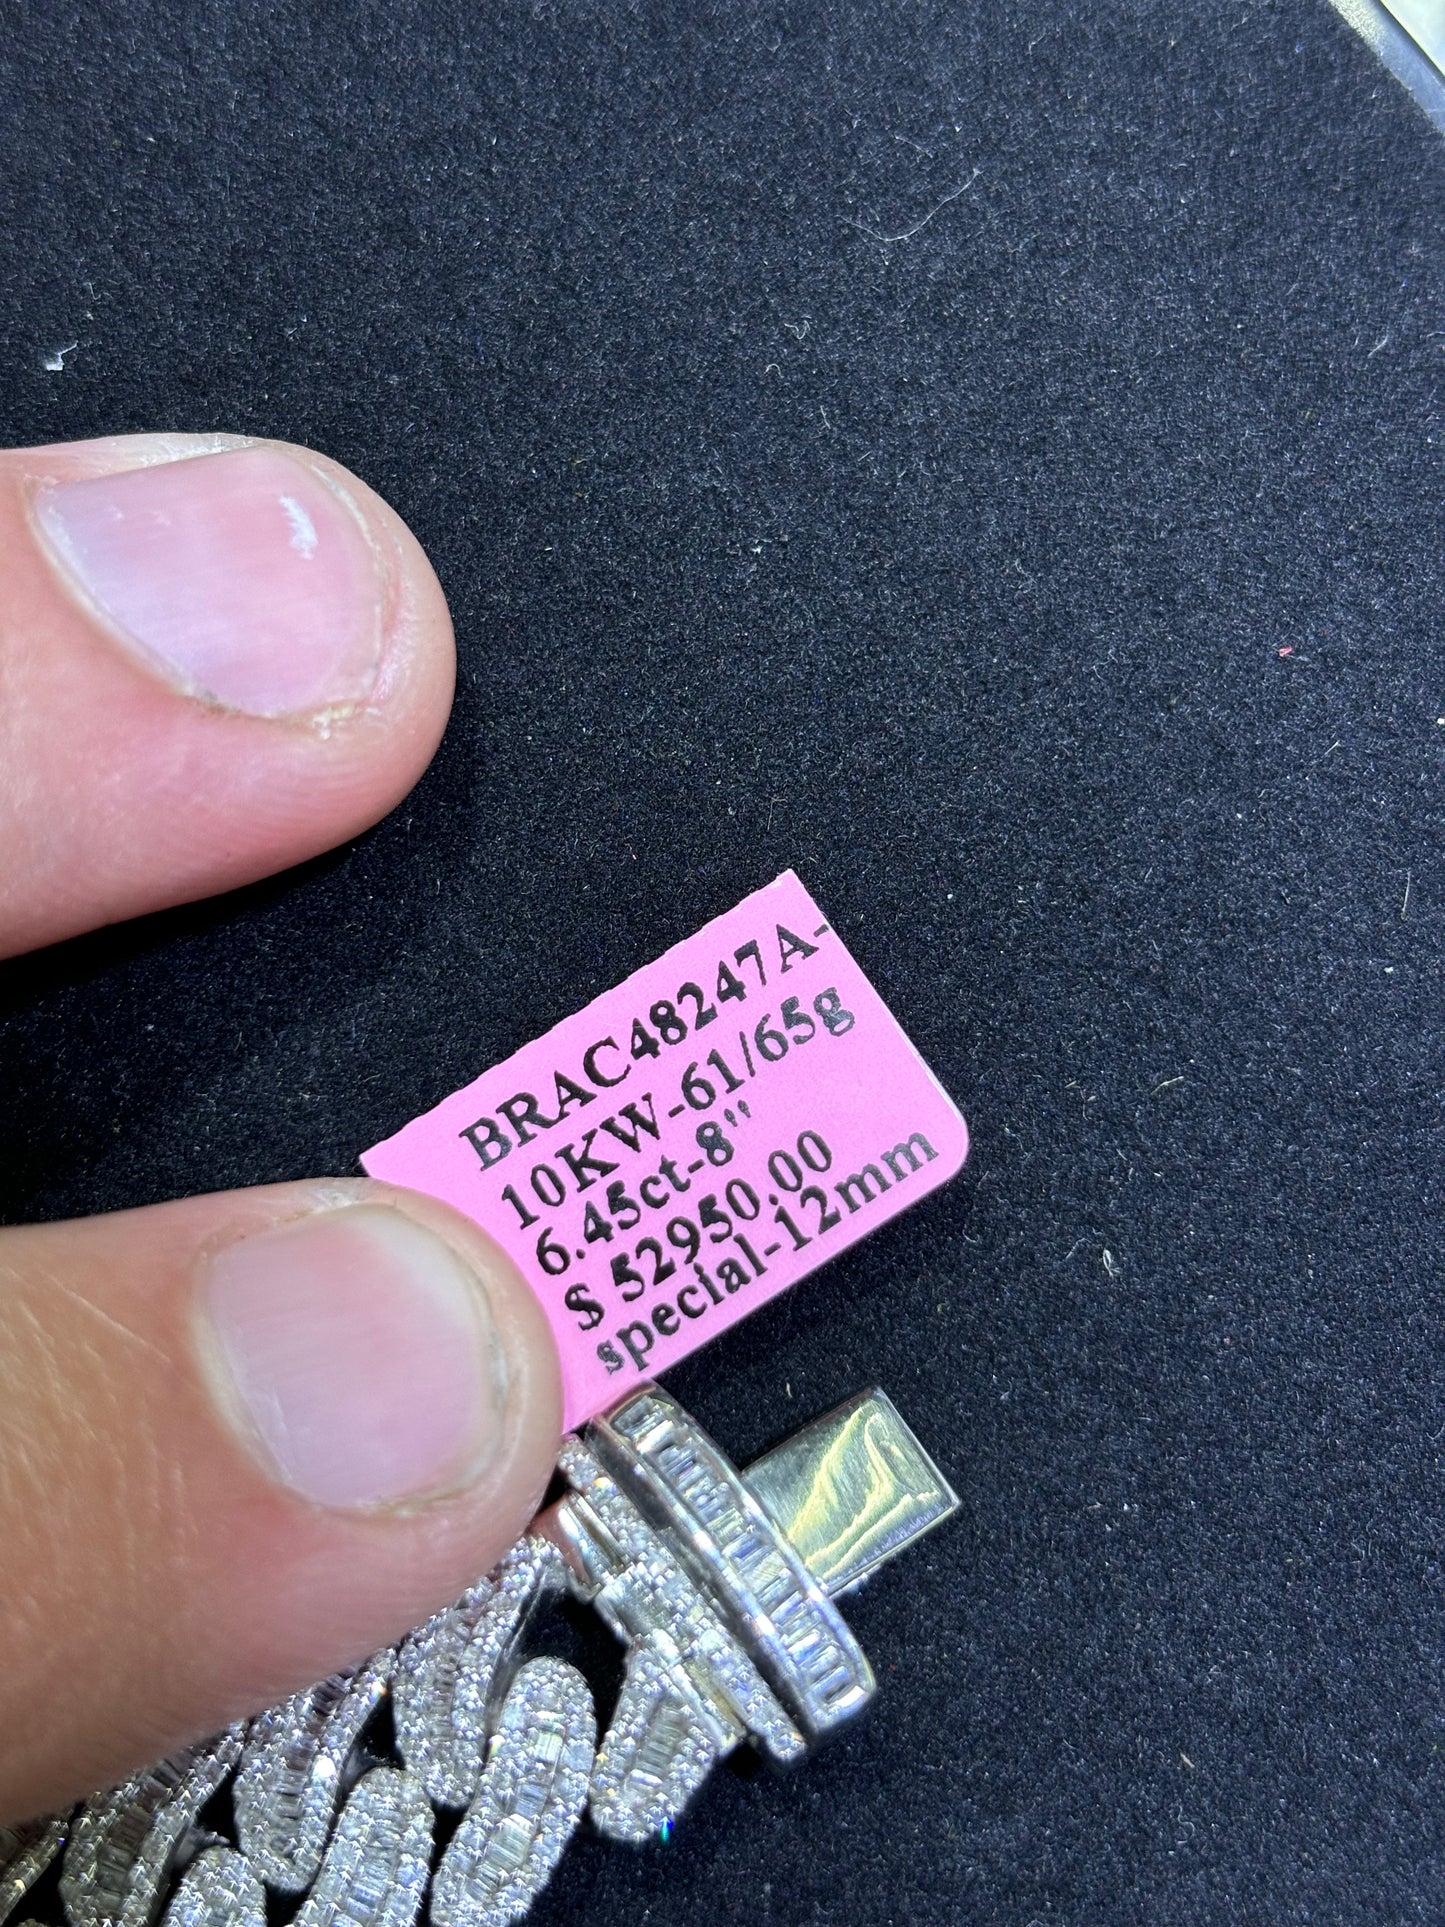 BRAC48247A-
10KW-61/65g
6.45ct-8"
$ 52950.00
special-12mm